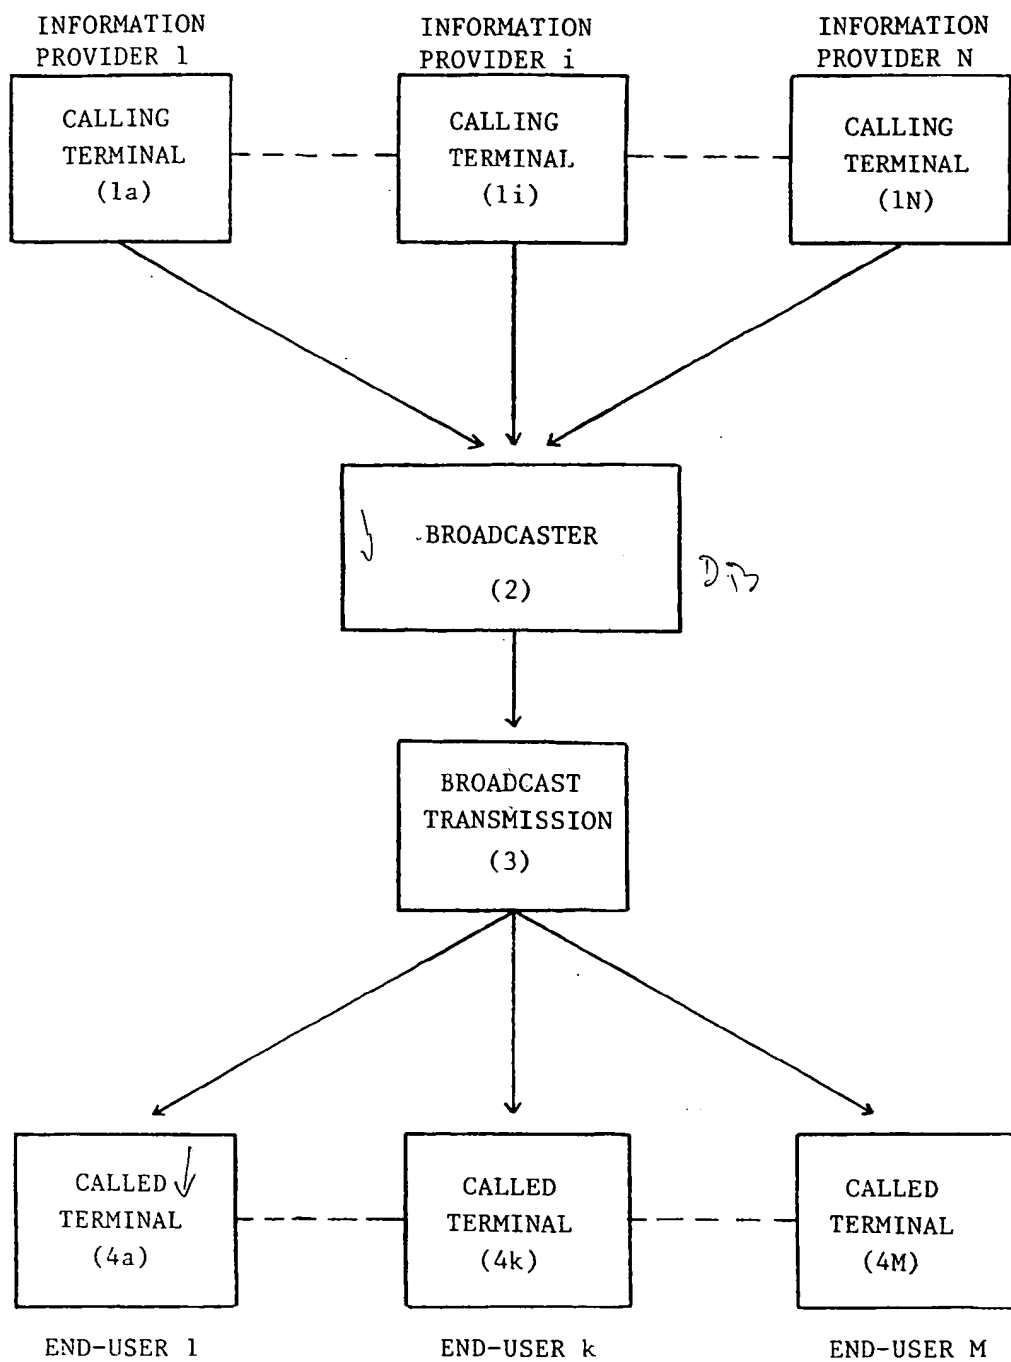 INFORMATION
PROVIDER 1
INFORMATION
PROVIDER i
INFORMATION
PROVIDER N
CALLING
TERMINAL
(1a)
CALLING
TERMINAL
(1i)
CALLING
TERMINAL
(1N)
BROADCASTER
(2)
DB
BROADCAST
TRANSMISSION
(3)
CALLED
TERMINAL
(4a)
CALLED
TERMINAL
(4k)
CALLED
TERMINAL
(4M)
END-USER 1
END-USER k
END-USER M